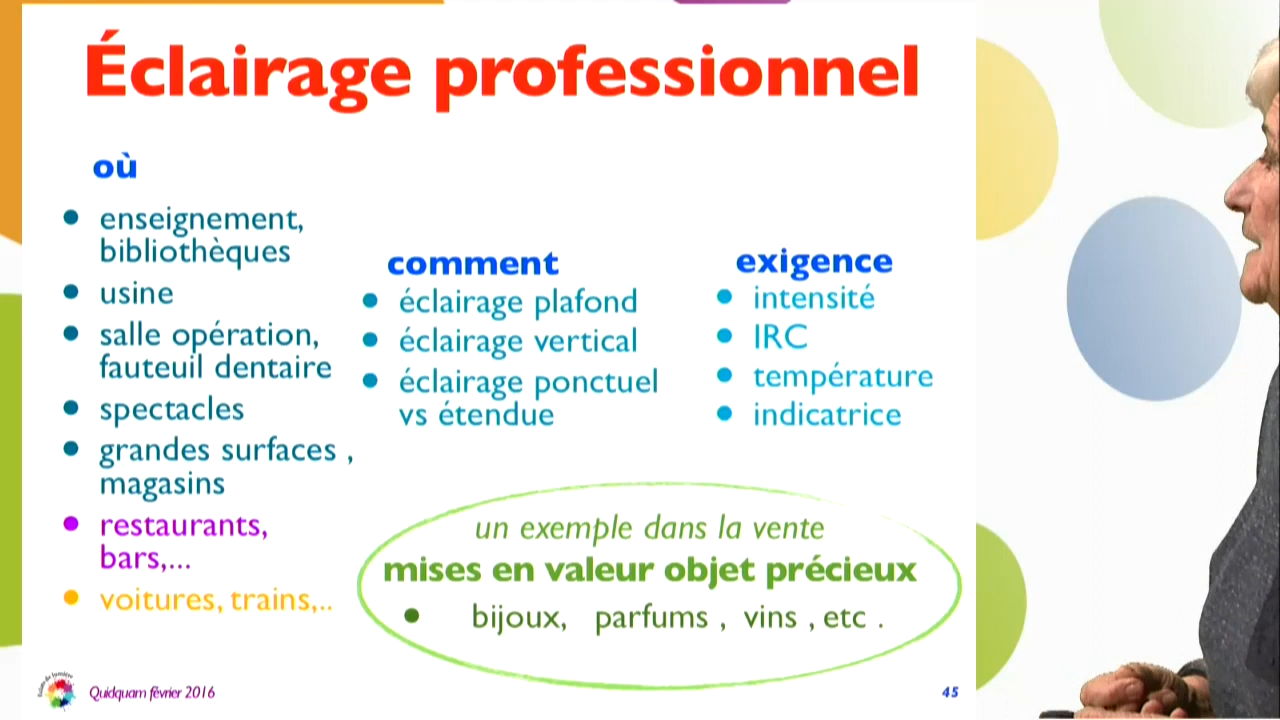 Éclairage professionnel
où
enseignement,
bibliothèques
usine
salle opération,
fauteuil dentaire
spectacles
grandes surfaces ,
magasins
restaurants,
bars,...
voitures, trains,..
comment
éclairage plafond
éclairage vertical
éclairage ponctuel
vs étendue
exigence
intensité
IRC
température
indicatrice
un exemple dans la vente
mises en valeur objet précieux
bijoux, parfums , vins , etc .
Quidquam février 2016
45